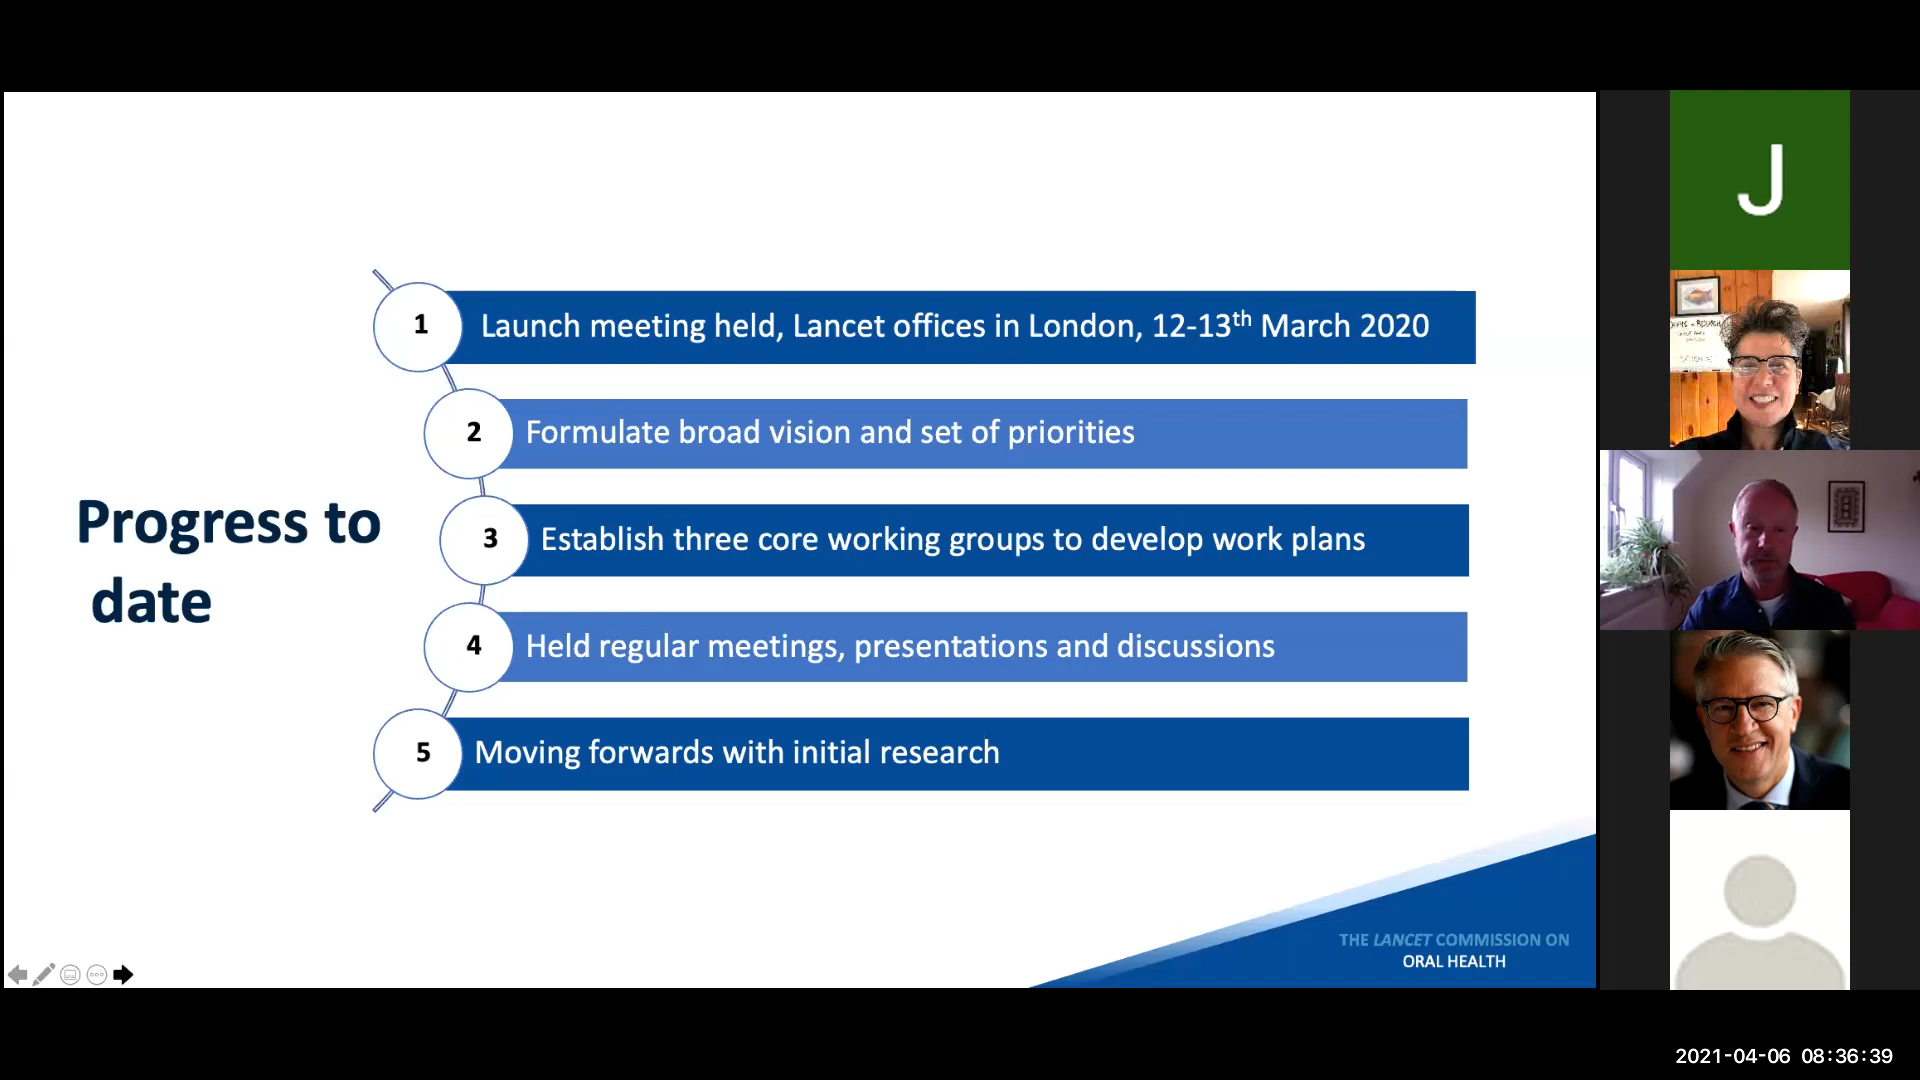 Progress to
date
1
Launch meeting held, Lancet offices in London, 12-13th March 2020
2
Formulate broad vision and set of priorities
3
Establish three core working groups to develop work plans
4
Held regular meetings, presentations and discussions
5
Moving forwards with initial research
THE LANCET COMMISSION ON
ORAL HEALTH
J
2021-04-06 08:36:39